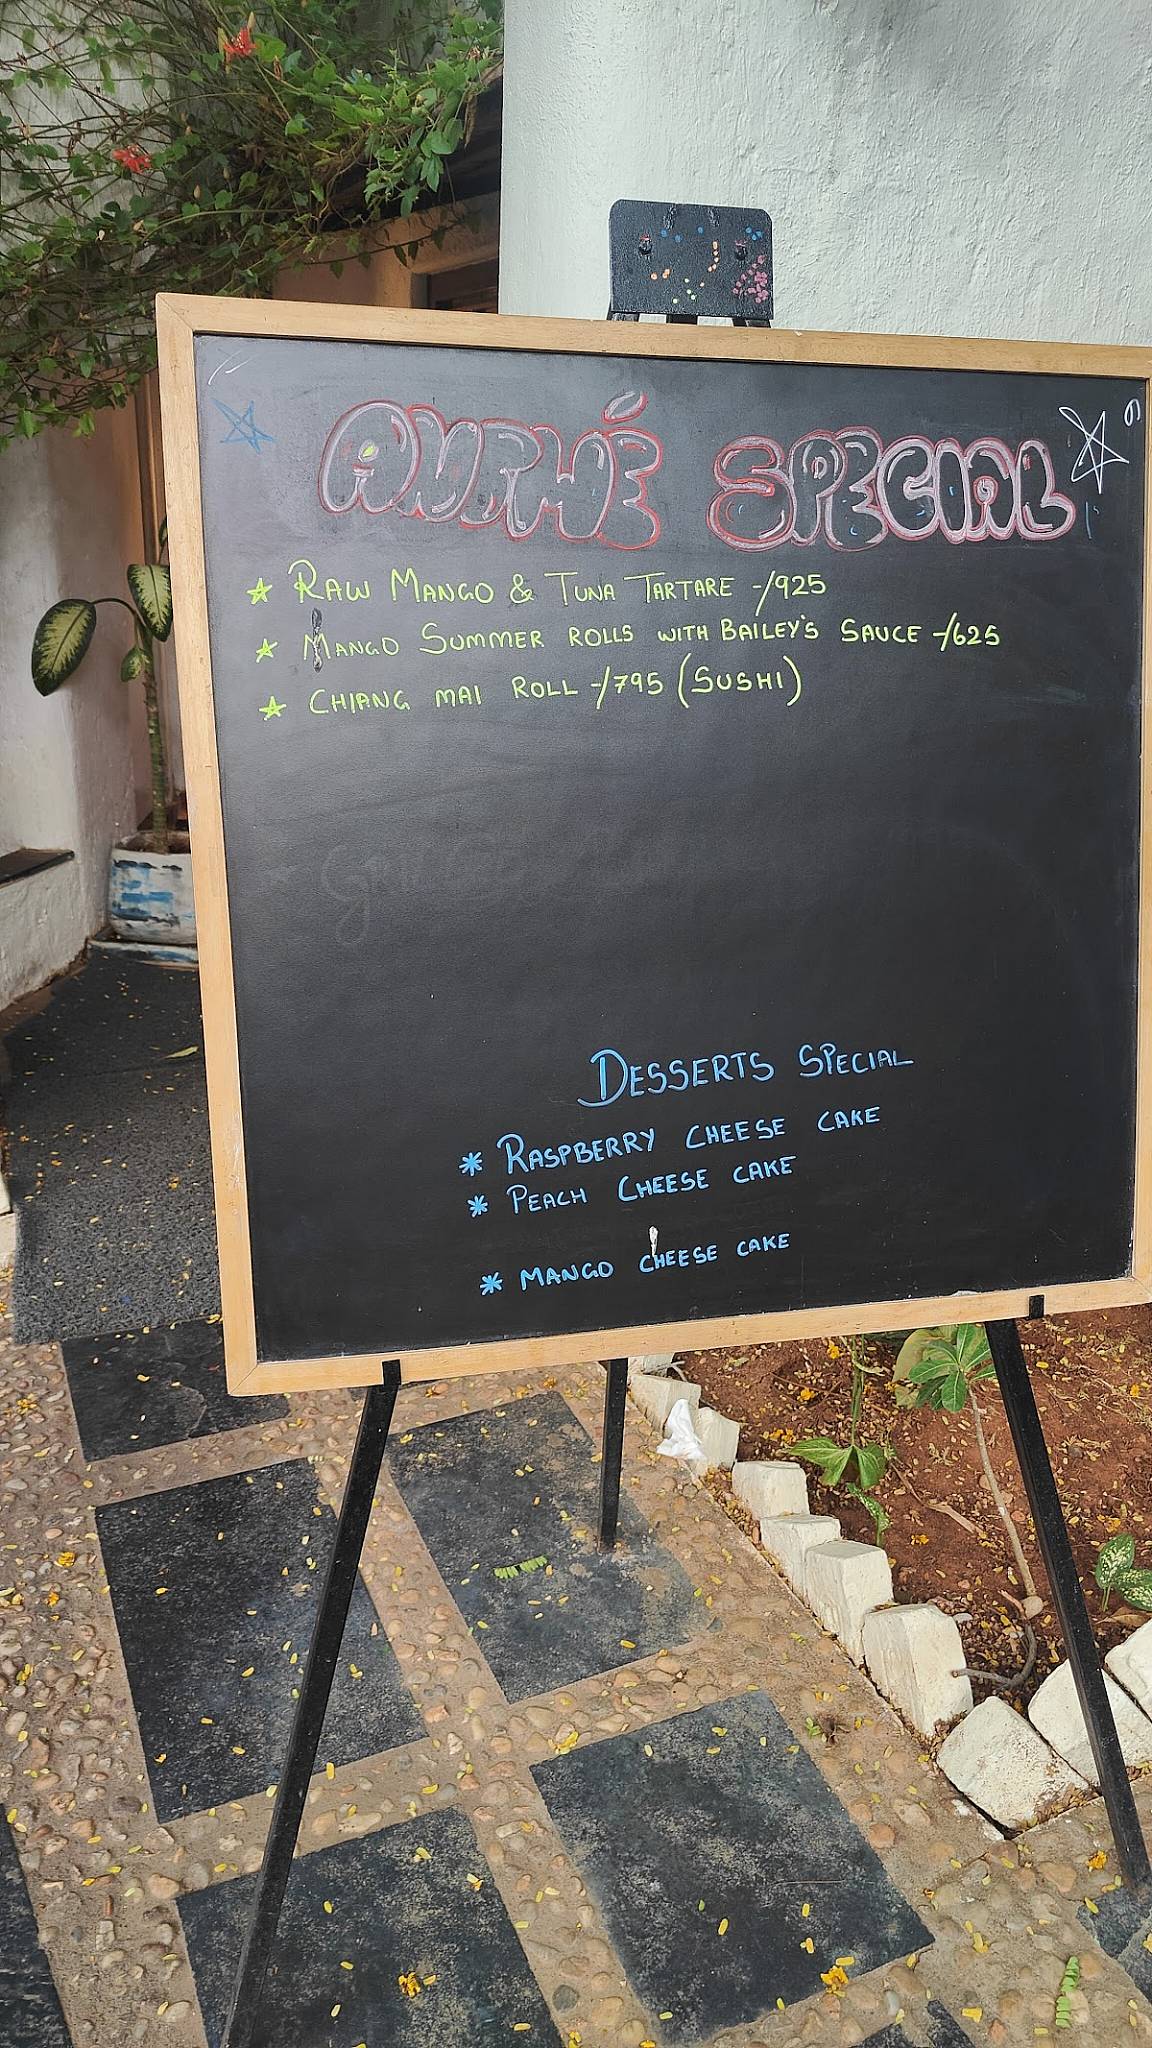 ANTHÉ SPECIAL
RAW MANGO & TUNA TARTARE -/925
MANGO SUMMER ROLLS WITH BAILEY'S SAUCE -/625
CHIANG MAI ROLL -/795 (SUSHI)
DESSERTS SPECIAL
* RASPBERRY CHEESE CAKE
* PEACH CHEESE CAKE
* MANGO CHEESE CAKE